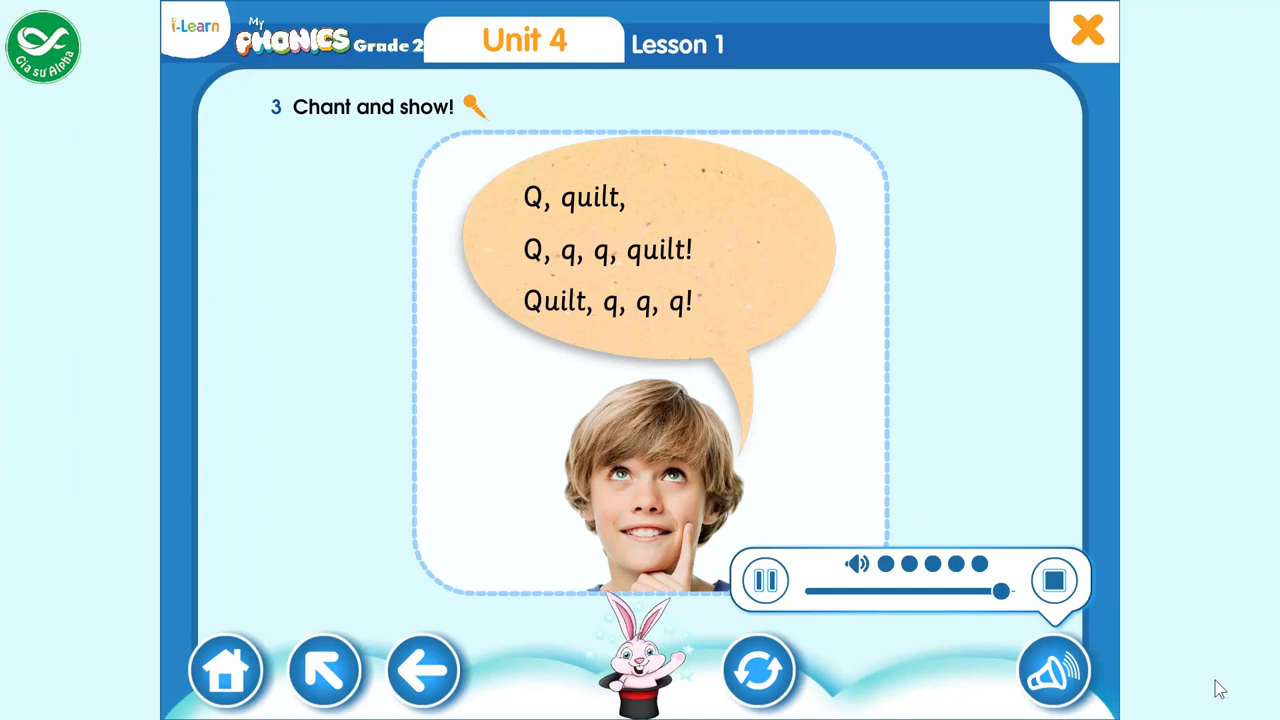 Gia sư Alpha
i-Learn
My
PHONICS Grade 2
Unit 4
Lesson 1
3 Chant and show!
Q, quilt,
Q, q, q, quilt!
Quilt, q, q, q!